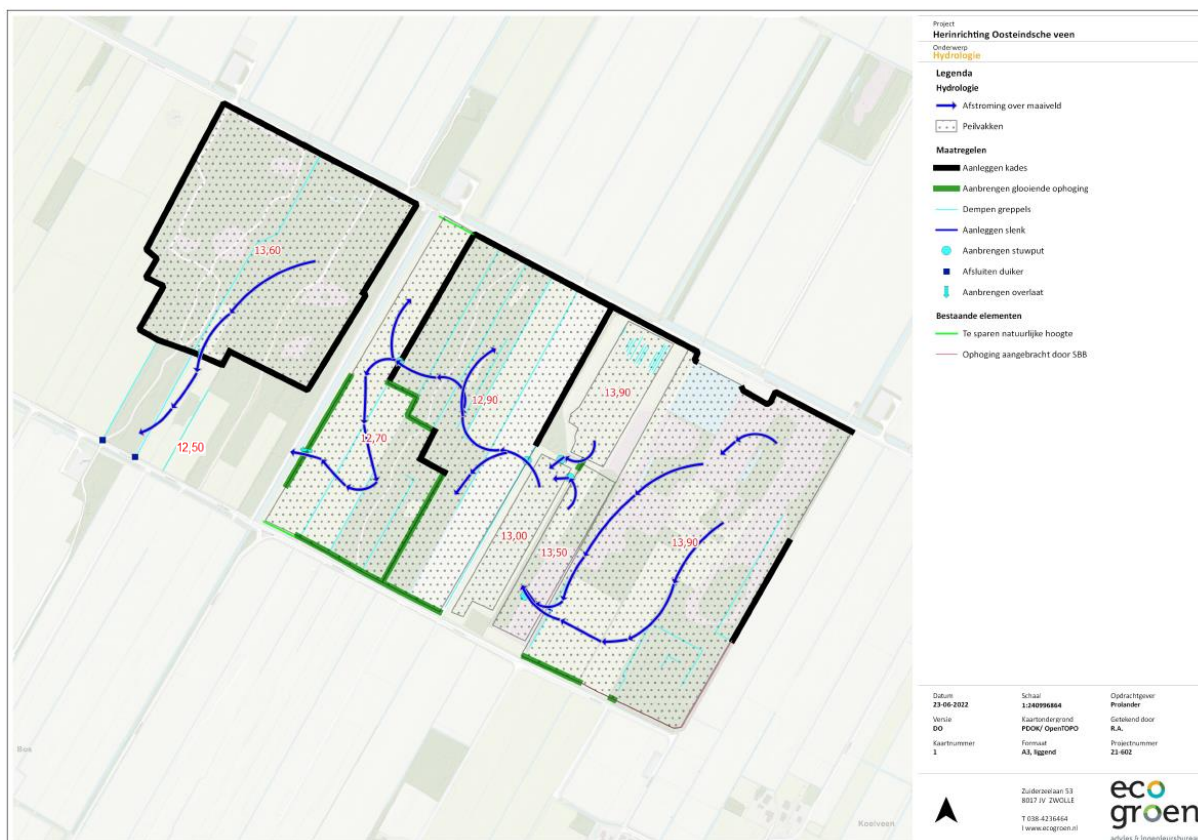 Project
Herinrichting Oosteindsche veen
Onderwerp
Hydrologie
Legenda
Hydrologie
Afstroming over maaiveld
Peilvakken
Maatregelen
Aanleggen kades
Aanbrengen glooiende ophoging
Dempen greppels
Aanleggen slenk
Aanbrengen stuwput
Afsluiten duiker
Aanbrengen overlaat
Bestaande elementen
Te sparen natuurlijke hoogte
Ophoging aangebracht door SBB
13,60
12,90
13,90
12,70
12,50
13,00
13,50
13,90
Koelveen
Datum
23-06-2022
Schaal
1:240996864
Opdrachtgever
Prolander
Versie
DO
Kaartondergrond
PDOK/ OpenTOPO
Getekend door
R.A.
Kaartnummer
1
Formaat
A3, liggend
Projectnummer
21-602
Zuiderzeelaan 53
8017 JV ZWOLLE
T 038-4236464
I www.ecogroen.nl
eco
groen
advies & ingenieursbureau